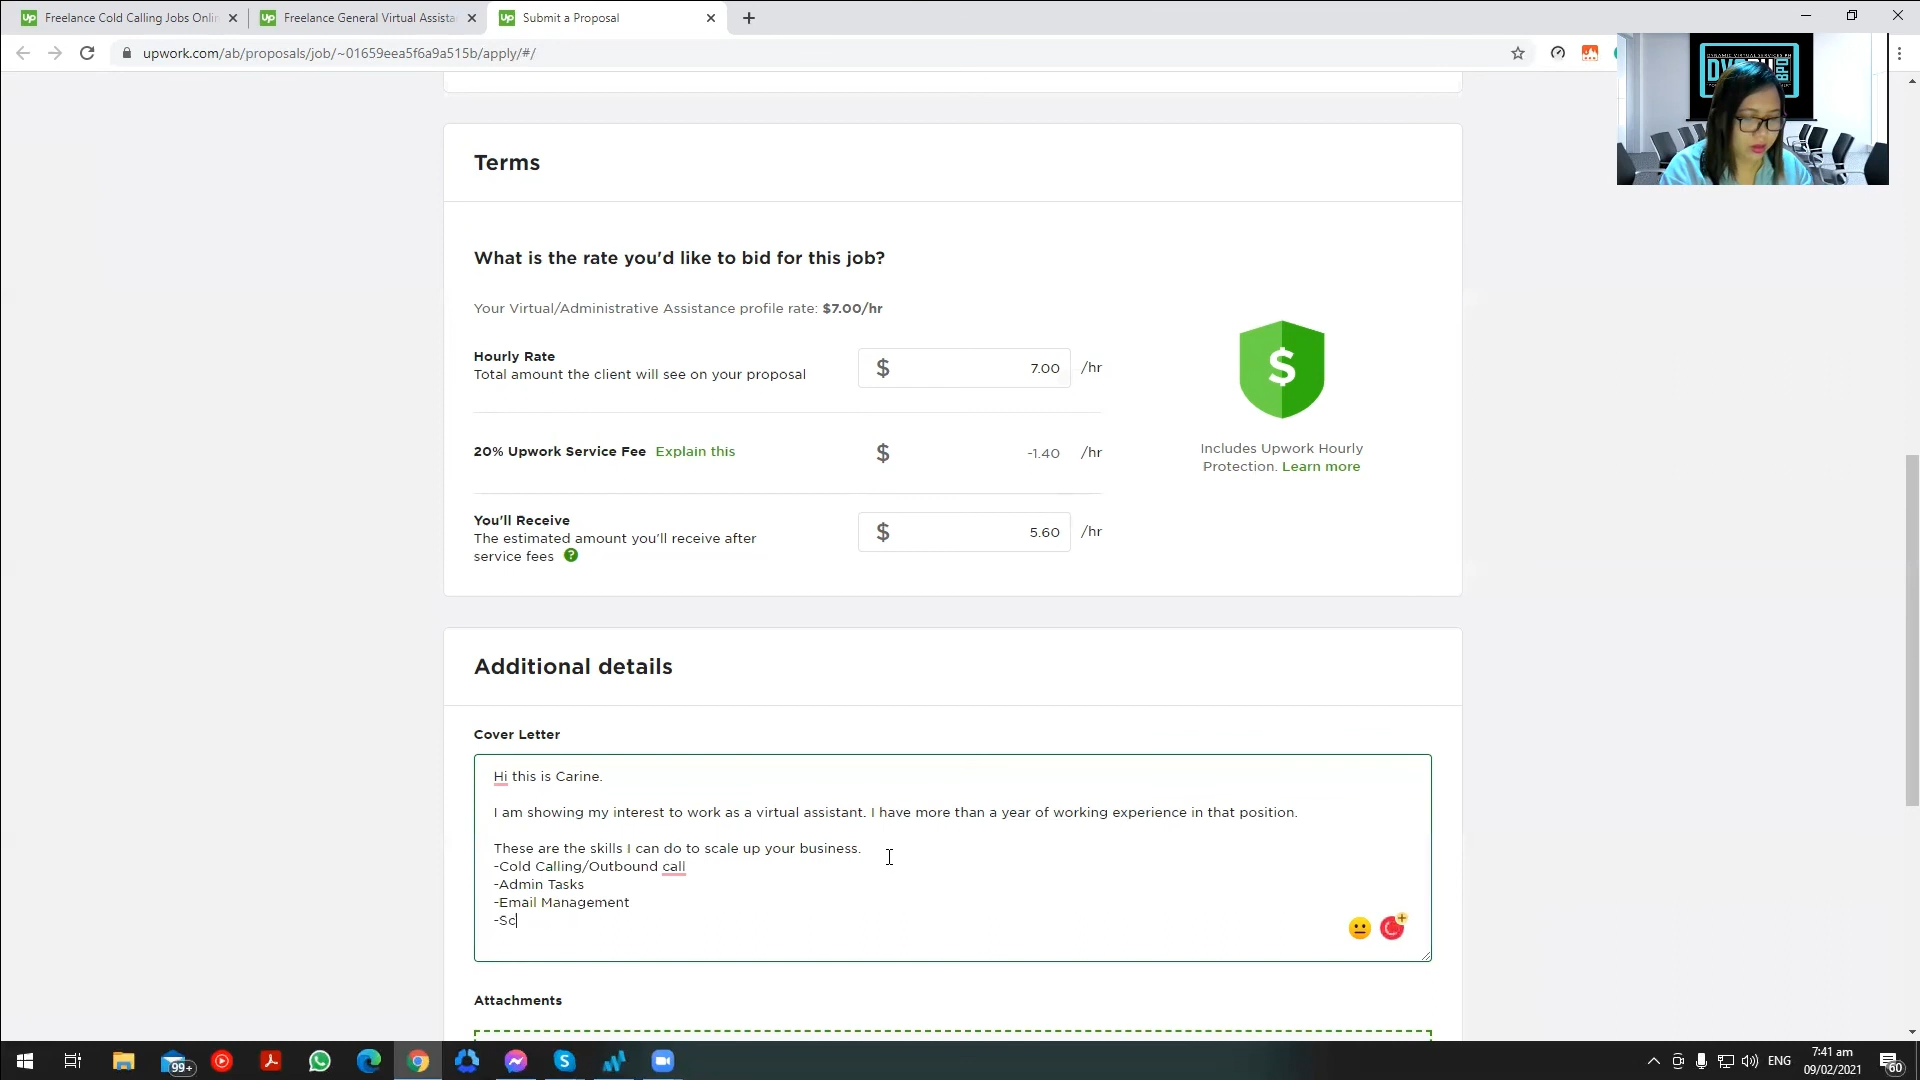 Freelance Cold Calling Jobs Onlin
Freelance General Virtual Assista
Submit a Proposal
upwork.com/ab/proposals/job/~01659eea5f6a9a515b/apply/#/
Terms
What is the rate you'd like to bid for this job?
Your Virtual/Administrative Assistance profile rate: $7.00/hr
Hourly Rate
Total amount the client will see on your proposal
$ 7.00 /hr
20% Upwork Service Fee Explain this
$ -1.40 /hr
You'll Receive
The estimated amount you'll receive after
service fees ?
$ 5.60 /hr
$
Includes Upwork Hourly
Protection. Learn more
Additional details
Cover Letter
Hi this is Carine.
I am showing my interest to work as a virtual assistant. I have more than a year of working experience in that position.
These are the skills I can do to scale up your business.
-Cold Calling/Outbound call
-Admin Tasks
-Email Management
-Sc
Attachments
99+
ENG
7:41 am
09/02/2021
60